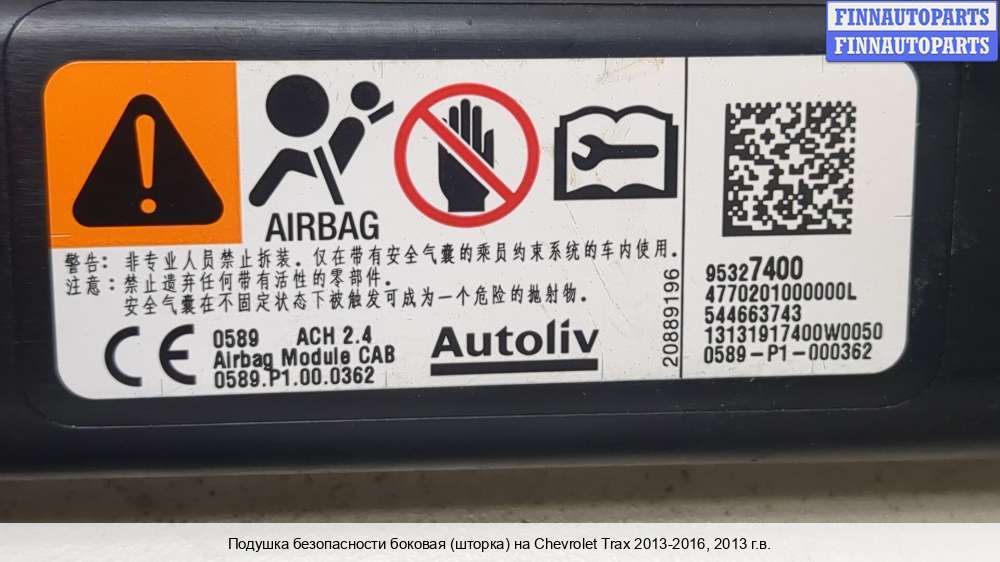 FINNAUTOPARTS
FINNAUTOPARTS
AIRBAG
警告: 非专业人员禁止拆装。仅在带有安全气囊的乘员约束系统的车内使用。
注意: 禁止遗弃任何带有活性的零部件。
安全气囊在不固定状态下被触发可成为一个危险的抛射物。
CE
0589 ACH 2.4
Airbag Module CAB
0589.P1.00.0362
Autoliv
20889196
95327400
4770201000000L
544663743
13131917400W0050
0589-P1-000362
Подушка безопасности боковая (шторка) на Chevrolet Trax 2013-2016, 2013 г.в.